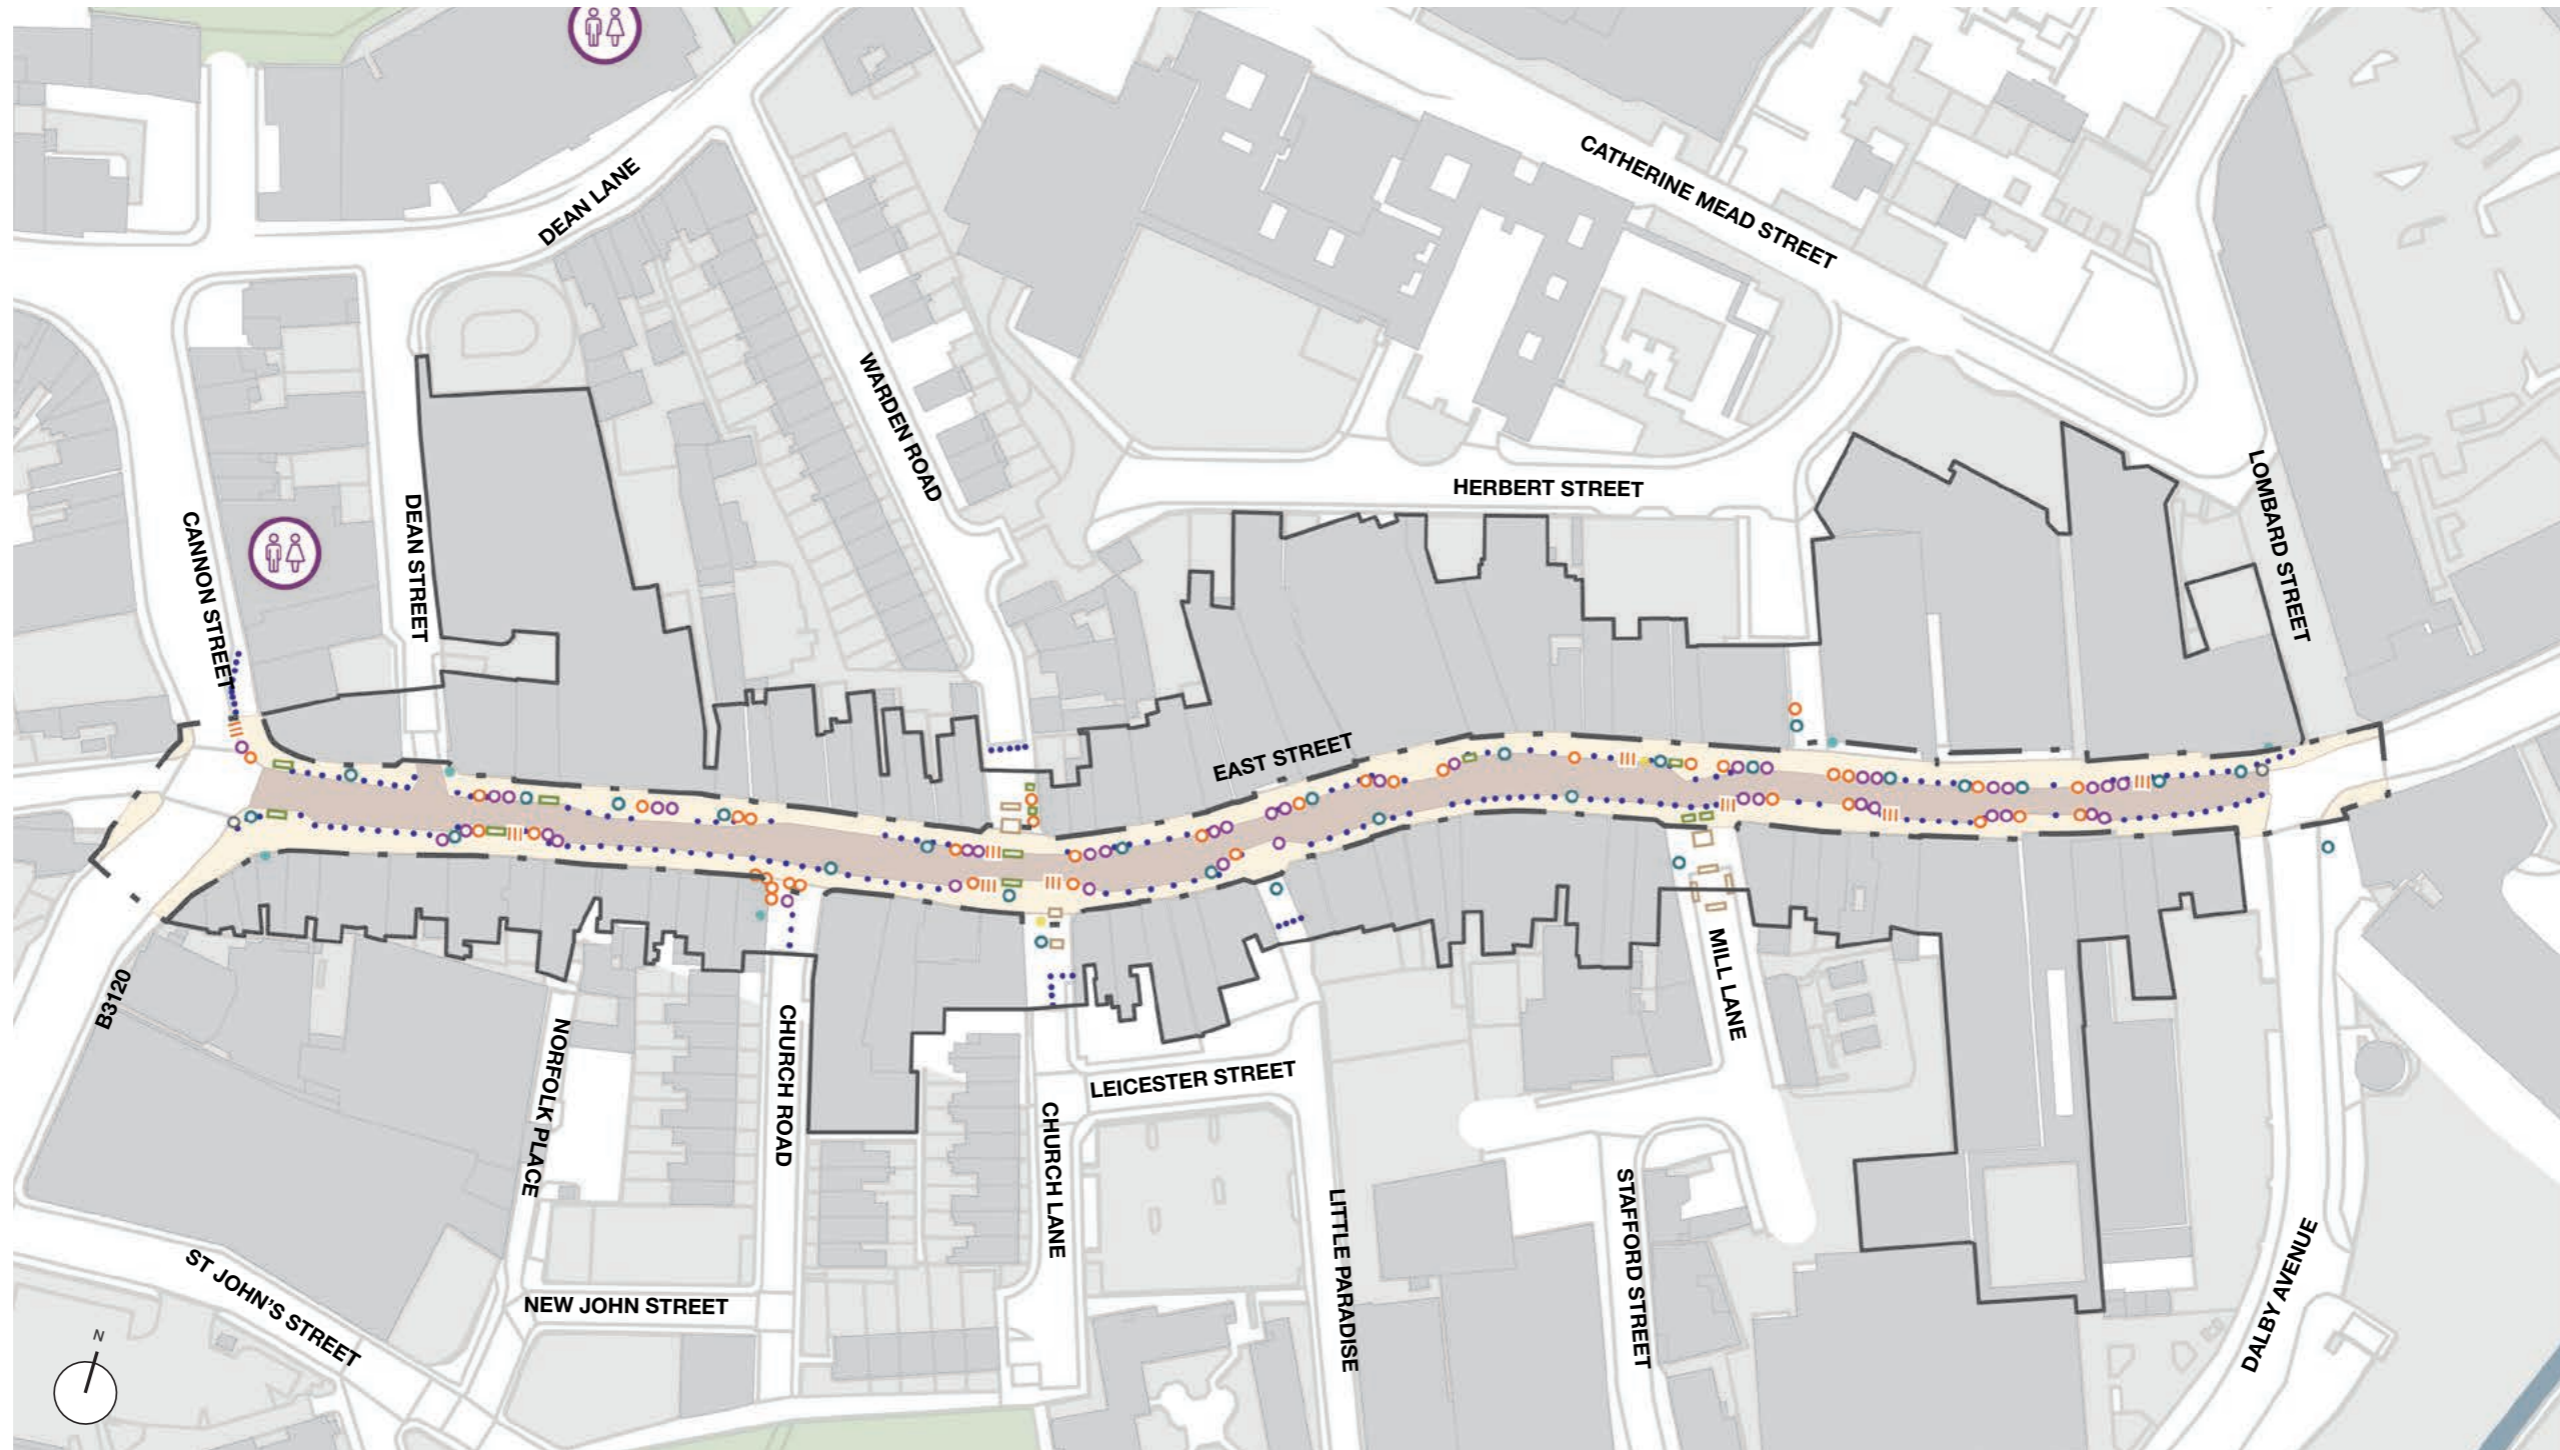 CATHERINE MEAD STREET
DEAN LANE
WARDEN ROAD
HERBERT STREET
LOMBARD STREET
DEAN STREET
CANNON STREET
EAST STREET
MILL LANE
B3120
NORFOLK PLACE
CHURCH ROAD
LEICESTER STREET
CHURCH LANE
LITTLE PARADISE
STAFFORD STREET
DALBY AVENUE
ST JOHN'S STREET
NEW JOHN STREET
N